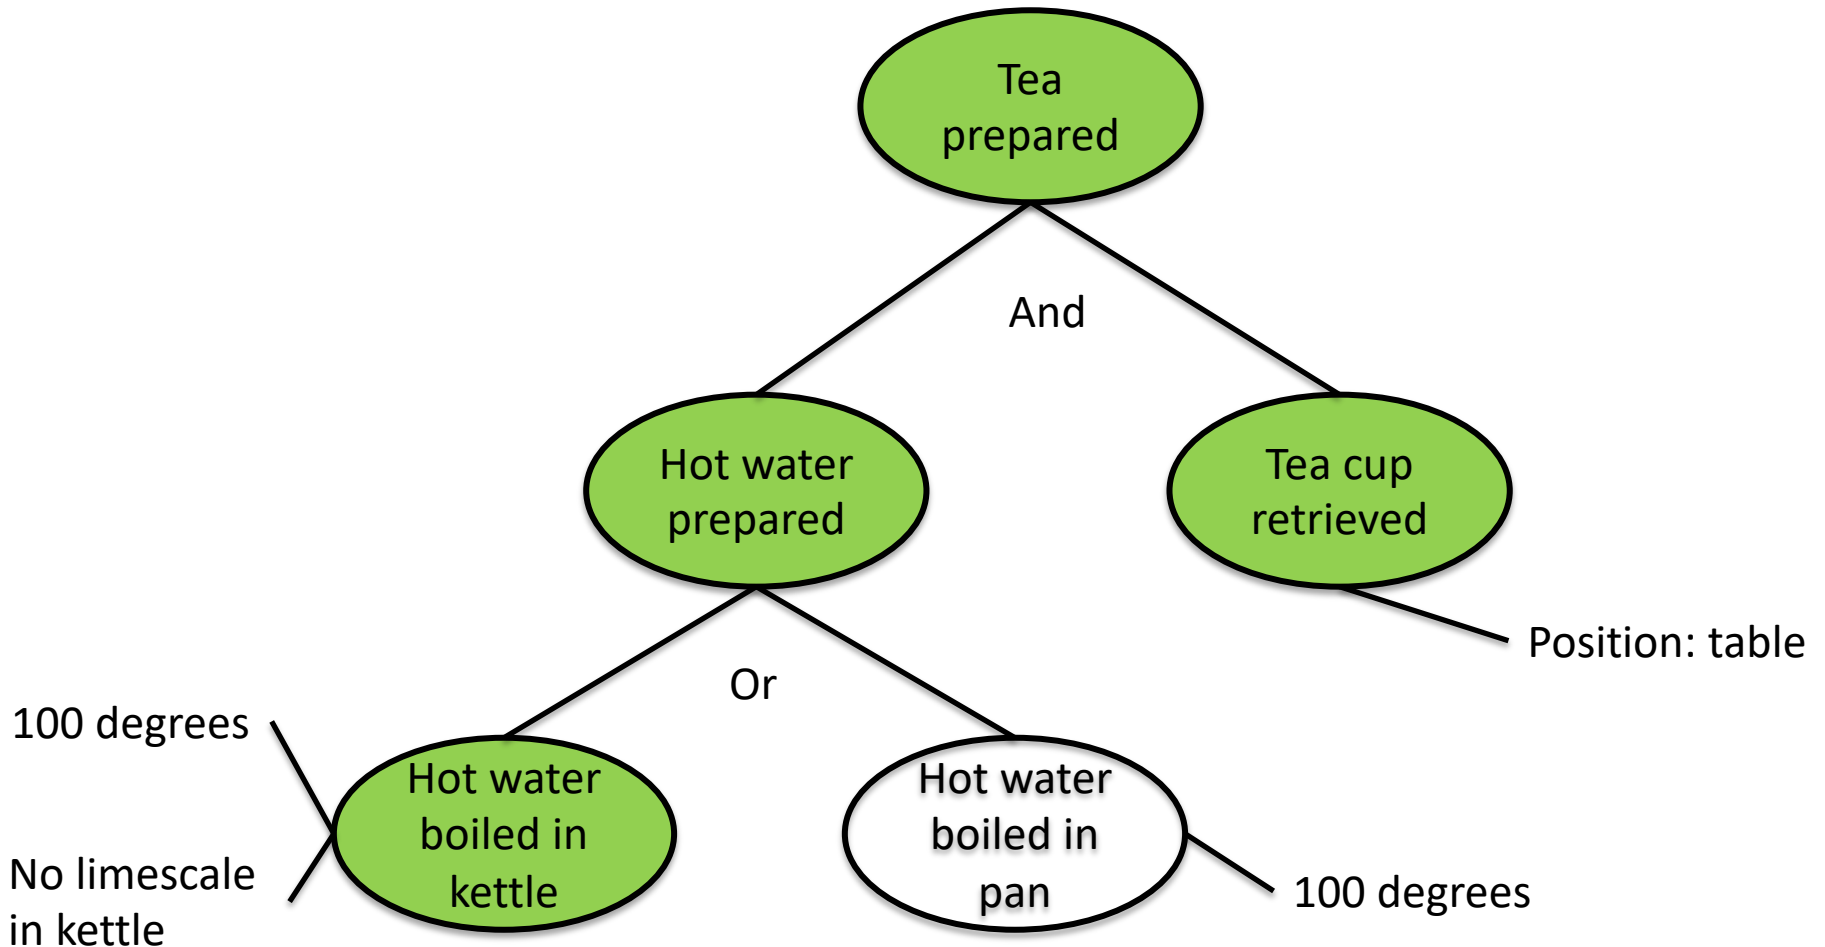 Tea
prepared
And
Hot water
prepared
Tea cup
retrieved
Position: table
Or
100 degrees
Hot water
boiled in
kettle
Hot water
boiled in
pan
No limescale
in kettle
100 degrees